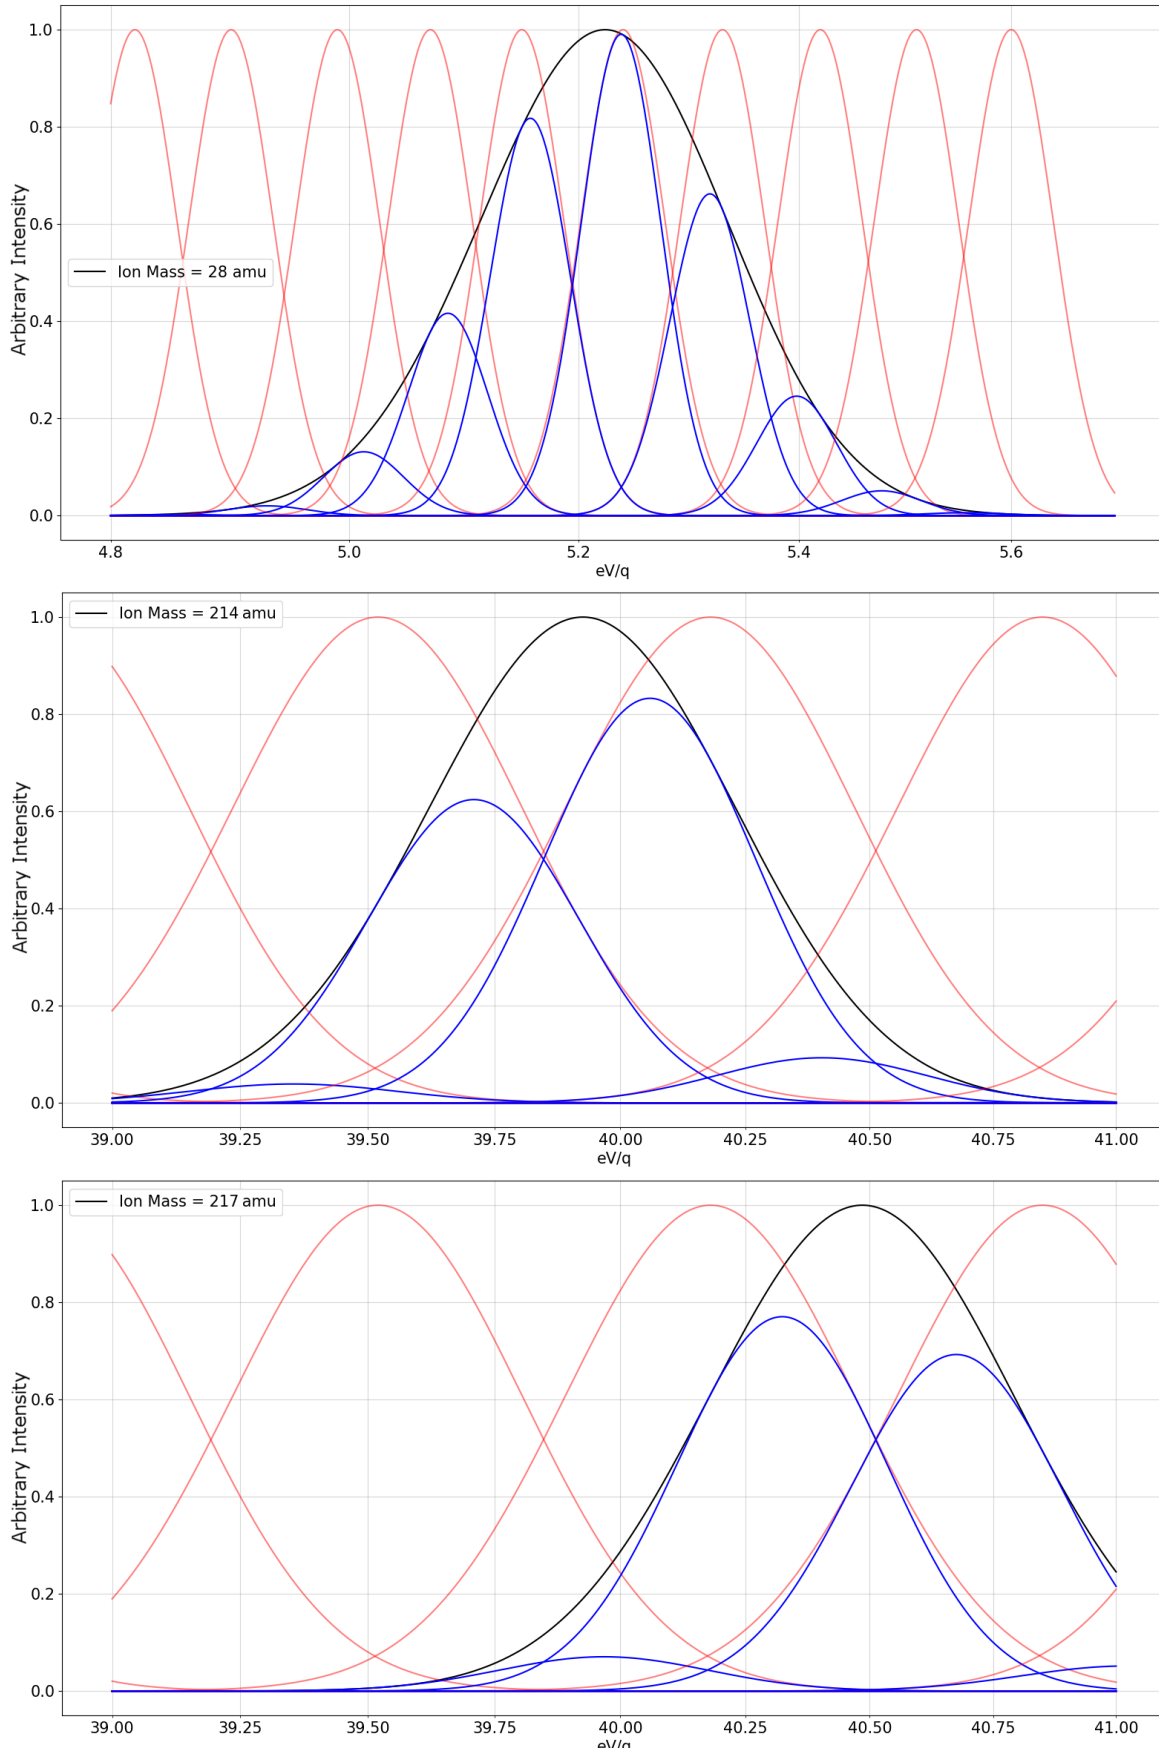 1.0
0.8
0.6
0.4
0.2
0.0
Arbitrary Intensity
Ion Mass = 28 amu
4.8 5.0 5.2 5.4 5.6
eV/q
1.0
0.8
0.6
0.4
0.2
0.0
Arbitrary Intensity
Ion Mass = 214 amu
39.00 39.25 39.50 39.75 40.00 40.25 40.50 40.75 41.00
eV/q
1.0
0.8
0.6
0.4
0.2
0.0
Arbitrary Intensity
Ion Mass = 217 amu
39.00 39.25 39.50 39.75 40.00 40.25 40.50 40.75 41.00
eV/q